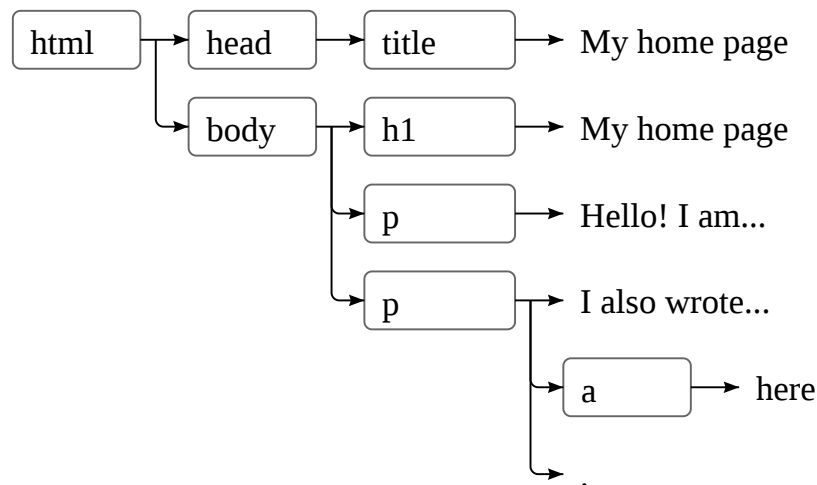 html head title My home page
body h1 My home page
p Hello! I am...
p I also wrote...
a here
.